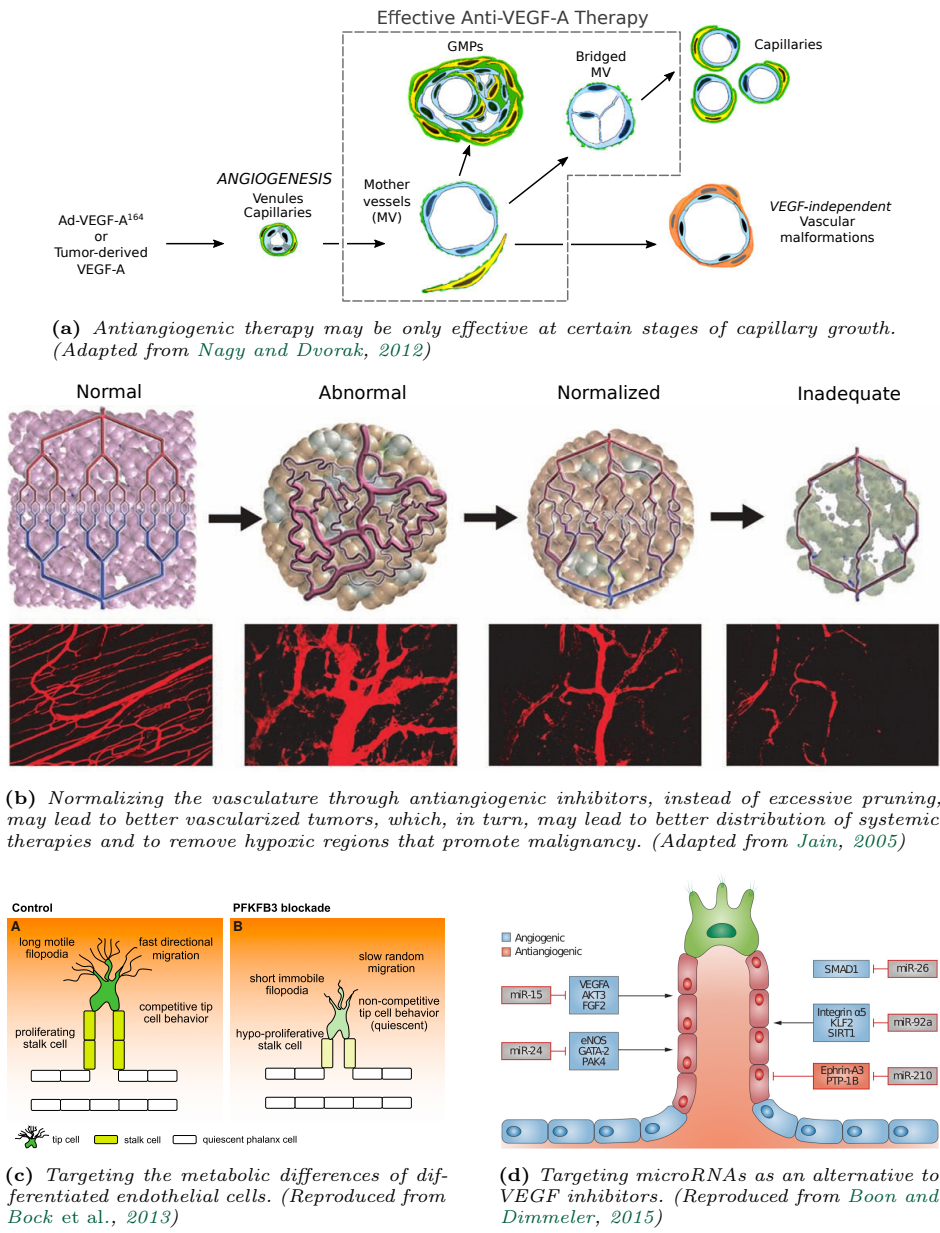 Effective Anti-VEGF-A Therapy
GMPs
Bridged
MV
Capillaries
ANGIOGENESIS
Venules
Capillaries
Mother
vessels
(MV)
Ad-VEGF-A¹⁶⁴
or
Tumor-derived
VEGF-A
VEGF-independent
Vascular
malformations
(a) Antiangiogenic therapy may be only effective at certain stages of capillary growth.
(Adapted from Nagy and Dvorak, 2012)
Normal
Abnormal
Normalized
Inadequate
(b) Normalizing the vasculature through antiangiogenic inhibitors, instead of excessive pruning,
may lead to better vascularized tumors, which, in turn, may lead to better distribution of systemic
therapies and to remove hypoxic regions that promote malignancy. (Adapted from Jain, 2005)
Control
A
long motile
filopodia
fast directional
migration
competitive tip
cell behavior
proliferating
stalk cell
PFKFB3 blockade
B
slow random
migration
short immobile
filopodia
non-competitive
tip cell behavior
(quiescent)
hypo-proliferative
stalk cell
tip cell
stalk cell
quiescent phalanx cell
(c) Targeting the metabolic differences of dif-
ferentiated endothelial cells. (Reproduced from
Bock et al., 2013)
Angiogenic
Antiangiogenic
miR-15
VEGFA
AKT3
FGF2
miR-24
eNOS
GATA-2
PAK4
SMAD1
miR-26
Integrin α5
KLF2
SIRT1
miR-92a
Ephrin-A3
PTP-1B
miR-210
(d) Targeting microRNAs as an alternative to
VEGF inhibitors. (Reproduced from Boon and
Dimmeler, 2015)